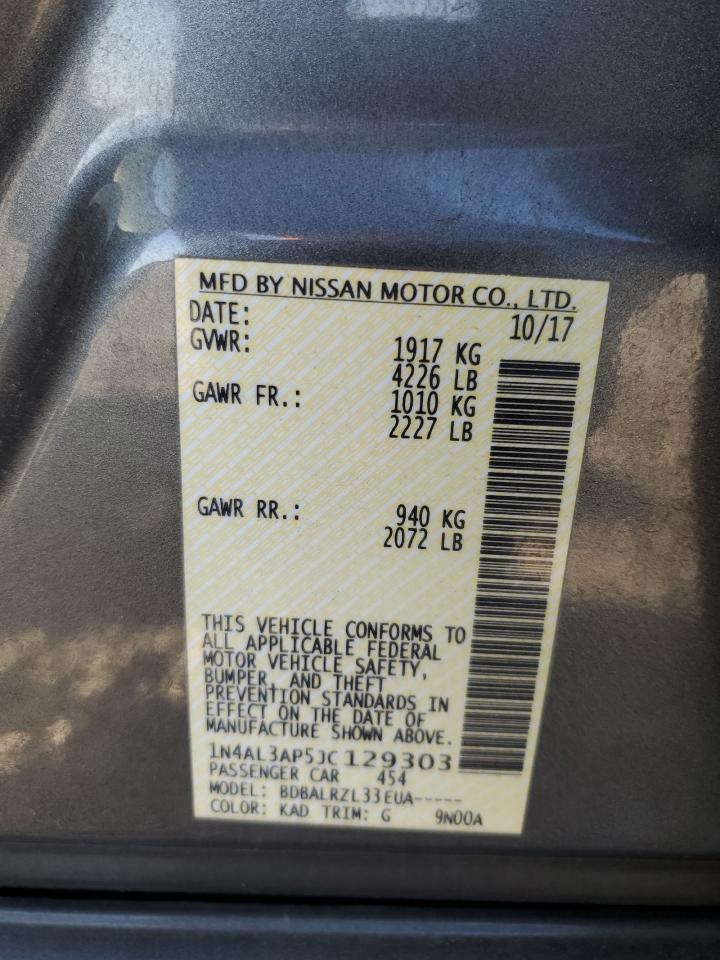 MFD BY NISSAN MOTOR CO., LTD.
DATE: 10/17
GVWR: 1917 KG
4226 LB
GAWR FR.: 1010 KG
2227 LB
GAWR RR.: 940 KG
2072 LB
THIS VEHICLE CONFORMS TO
ALL APPLICABLE FEDERAL
MOTOR VEHICLE SAFETY,
BUMPER, AND THEFT
PREVENTION STANDARDS IN
EFFECT ON THE DATE OF
MANUFACTURE SHOWN ABOVE.
1N4AL3AP5JC129303
PASSENGER CAR 454
MODEL: BDBALRZL33EUA-----
COLOR: KAD TRIM: G 9N00A